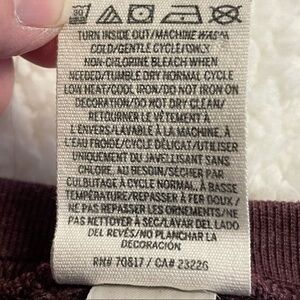 TURN INSIDE OUT/MACHINE WASH
COLD/GENTLE CYCLE/ONLY
NON-CHLORINE BLEACH WHEN
NEEDED/TUMBLE DRY NORMAL CYCLE
LOW HEAT/COOL IRON/DO NOT IRON ON
DECORATION/DO NOT DRY CLEAN/
RETOURNER LE VÊTEMENT À
L'ENVERS/LAVABLE À LA MACHINE, À
L'EAU FROIDE/CYCLE DÉLICAT/UTILISER
UNIQUEMENT DU JAVELLISANT SANS
CHLORE, AU BESOIN/SÉCHER PAR
CULBUTAGE À CYCLE NORMAL, À BASSE
TEMPÉRATURE/REPASSER À FER DOUX/
NE PAS REPASSER LES ORNEMENTS/NE
PAS NETTOYER À SEC/LAVAR DEL LADO
DEL REVÉS/NO PLANCHAR LA
DECORACIÓN
RN# 70817 / CA# 23226